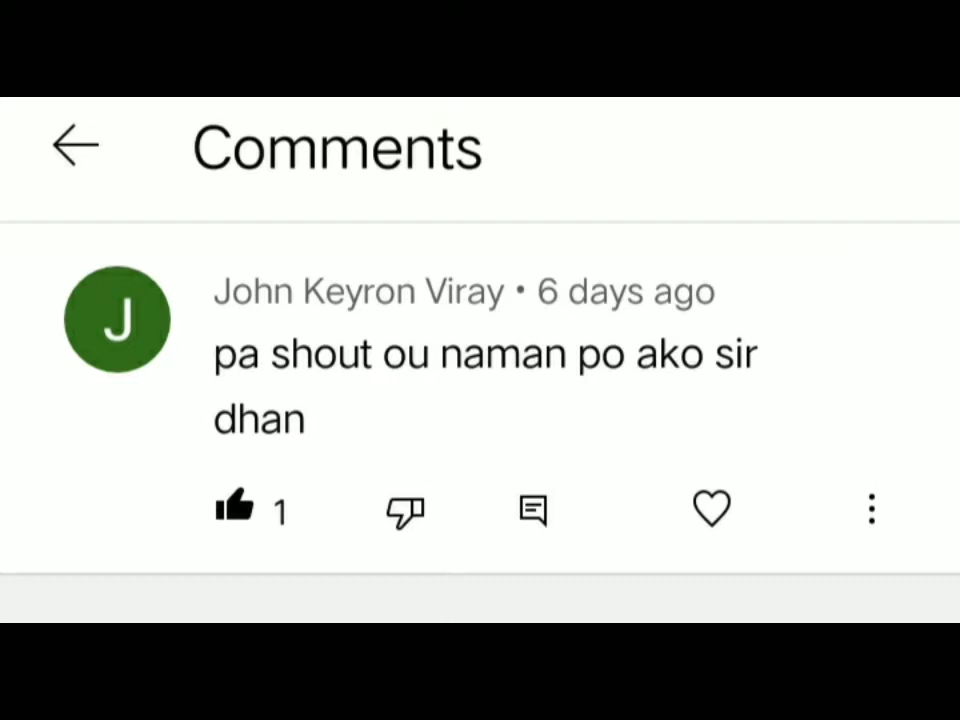 Comments
J
John Keyron Viray • 6 days ago
pa shout ou naman po ako sir
dhan
1